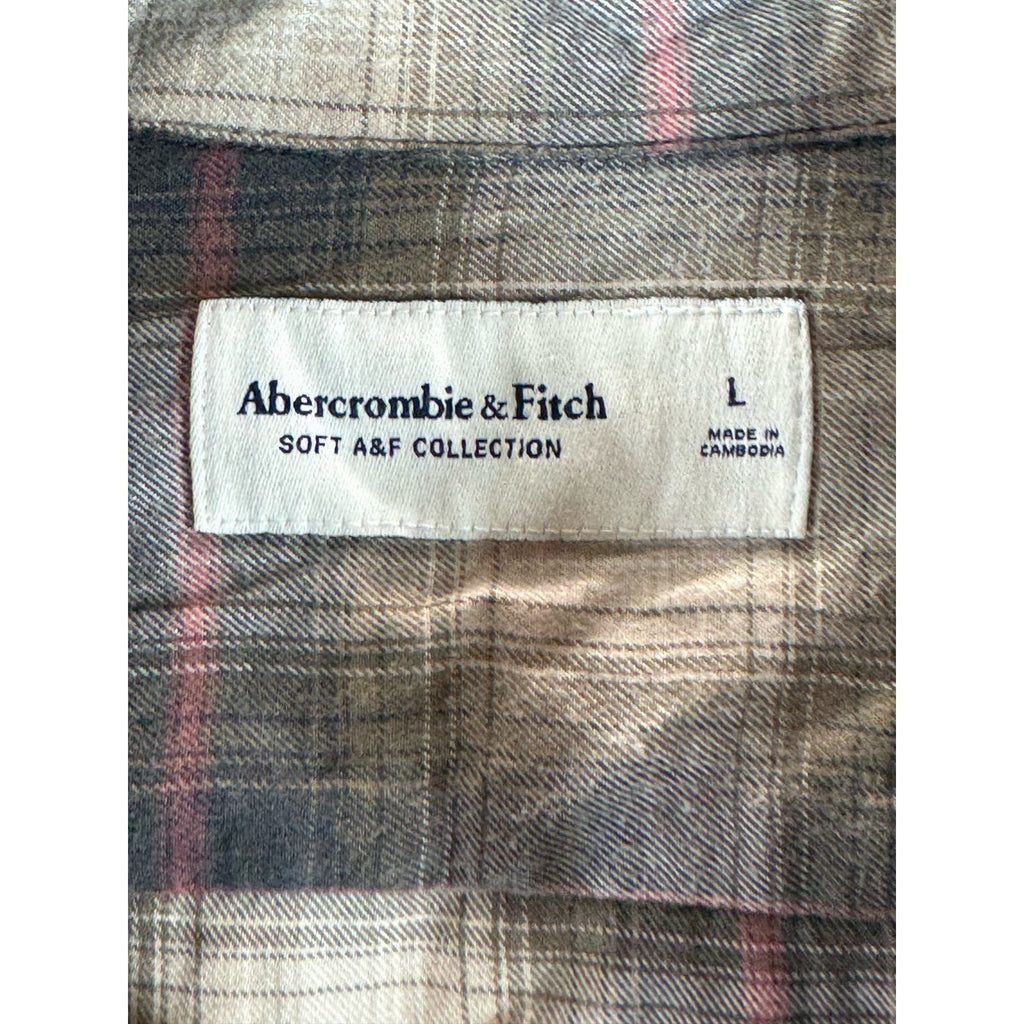 Abercrombie & Fitch
SOFT A&F COLLECTION
L
MADE IN
CAMBODIA